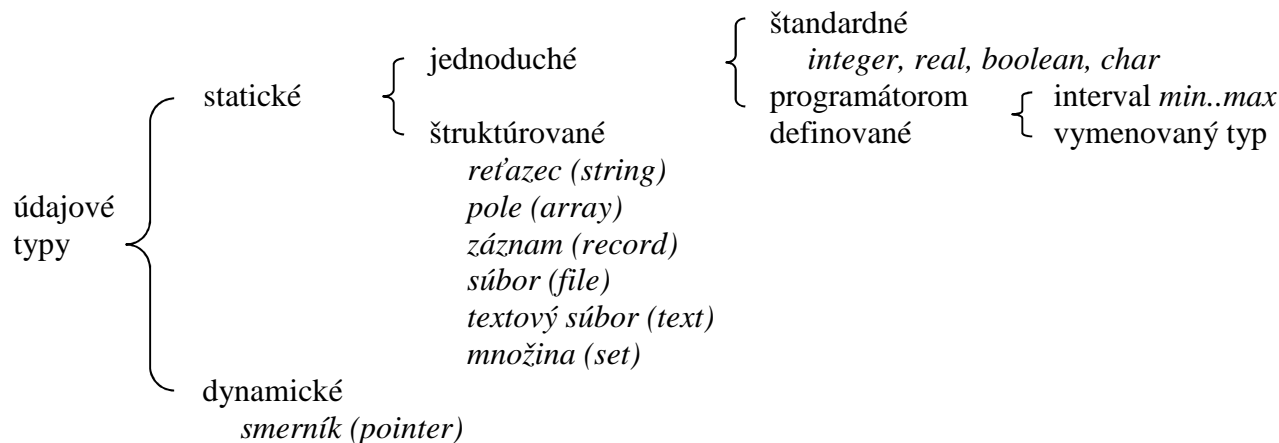 údajové
typy
statické
jednoduché
štandardné
integer, real, boolean, char
programátorom
definované
interval min..max
vymenovaný typ
štruktúrované
reťazec (string)
pole (array)
záznam (record)
súbor (file)
textový súbor (text)
množina (set)
dynamické
smerník (pointer)